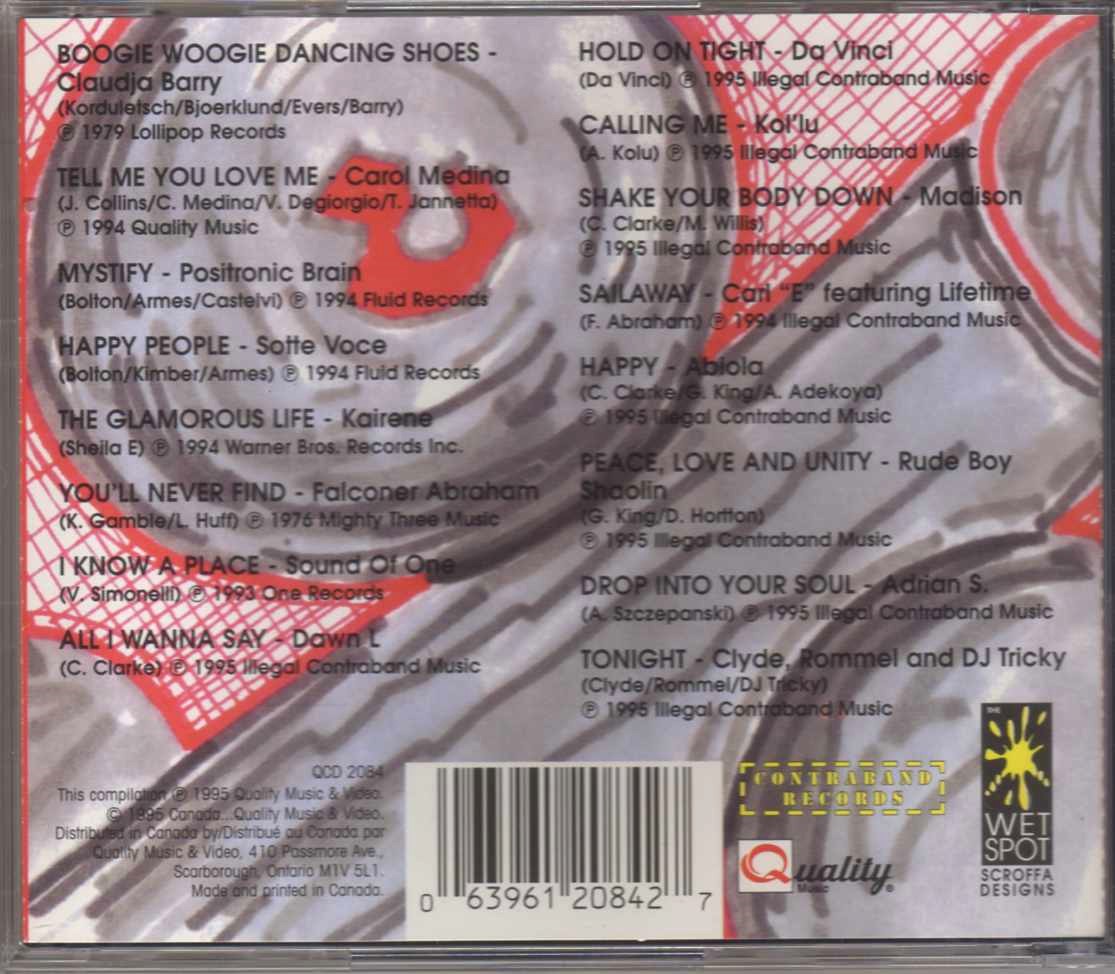 BOOGIE WOOGIE DANCING SHOES -
Claudja Barry
(Korduletsch/Bjoerklund/Evers/Barry)
℗ 1979 Lollipop Records
TELL ME YOU LOVE ME - Carol Medina
(J. Collins/C. Medina/V. Degiorgio/T. Jannetta)
℗ 1994 Quality Music
MYSTIFY - Positronic Brain
(Bolton/Armes/Castelvi) ℗ 1994 Fluid Records
HAPPY PEOPLE - Sotte Voce
(Bolton/Kimber/Armes) ℗ 1994 Fluid Records
THE GLAMOROUS LIFE - Kairene
(Sheila E) ℗ 1994 Warner Bros. Records Inc.
YOU'LL NEVER FIND - Falconer Abraham
(K. Gamble/L. Huff) ℗ 1976 Mighty Three Music
I KNOW A PLACE - Sound Of One
(V. Simonelli) ℗ 1993 One Records
ALL I WANNA SAY - Dawn L
(C. Clarke) ℗ 1995 Illegal Contraband Music
HOLD ON TIGHT - Da Vinci
(Da Vinci) ℗ 1995 Illegal Contraband Music
CALLING ME - Kol'lu
(A. Kolu) ℗ 1995 Illegal Contraband Music
SHAKE YOUR BODY DOWN - Madison
(C. Clarke/M. Willis)
℗ 1995 Illegal Contraband Music
SAILAWAY - Carl "E" featuring Lifetime
(F. Abraham) ℗ 1994 Illegal Contraband Music
HAPPY - Abiola
(C. Clarke/G. King/A. Adekoya)
℗ 1995 Illegal Contraband Music
PEACE, LOVE AND UNITY - Rude Boy
Shaolin
(G. King/D. Hortton)
℗ 1995 Illegal Contraband Music
DROP INTO YOUR SOUL - Adrian S.
(A. Szczepanski) ℗ 1995 Illegal Contraband Music
TONIGHT - Clyde, Rommel and DJ Tricky
(Clyde/Rommel/DJ Tricky)
℗ 1995 Illegal Contraband Music
QCD 2084
This compilation ℗ 1995 Quality Music & Video.
© 1995 Canada...Quality Music & Video.
Distributed in Canada by/Distribué au Canada par
Quality Music & Video, 410 Passmore Ave.,
Scarborough, Ontario M1V 5L1.
Made and printed in Canada.
0 63961 20842 7
CONTRABAND
RECORDS
Quality
Music
THE
WET
SPOT
SCROFFA
DESIGNS